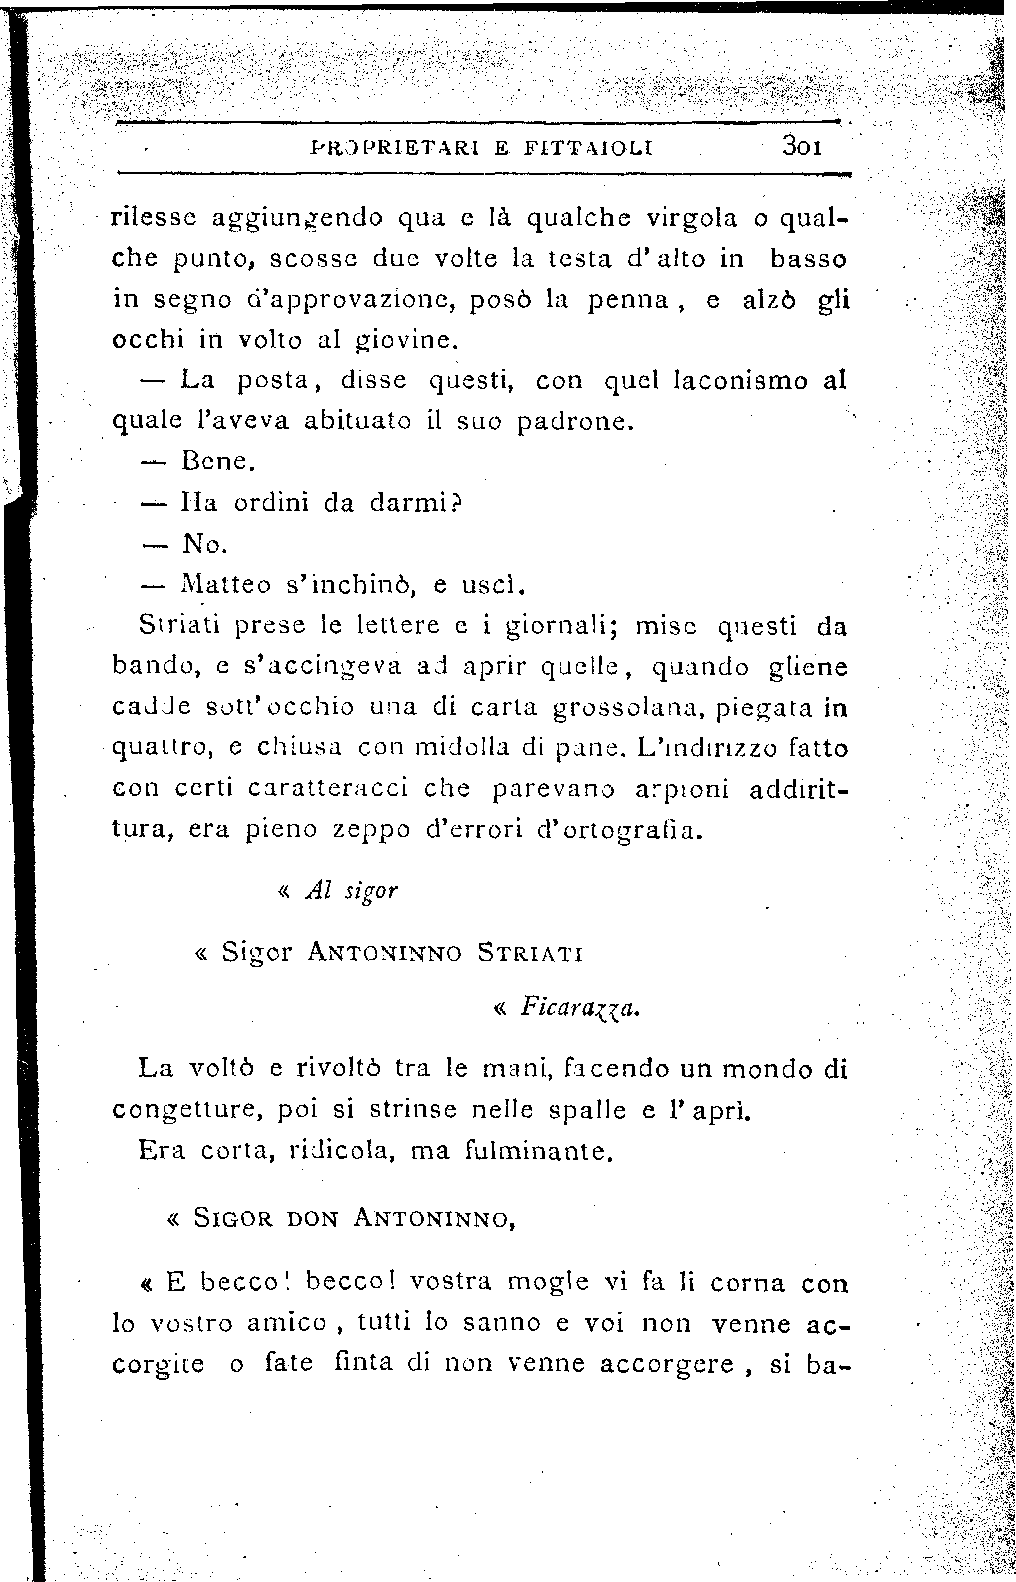 PROPRIETARI E FITTAIOLI 301
rilesse aggiungendo qua e là qualche virgola o qual-
che punto, scosse due volte la testa d'alto in basso
in segno d'approvazione, posò la penna, e alzò gli
occhi in volto al giovine.
— La posta, disse questi, con quel laconismo al
quale l'aveva abituato il suo padrone.
— Bene.
— Ha ordini da darmi?
— No.
— Matteo s'inchinò, e uscì.
Striati prese le lettere e i giornali; mise questi da
bando, e s'accingeva ad aprir quelle, quando gliene
cadde sott'occhio una di carta grossolana, piegata in
quattro, e chiusa con midolla di pane. L'indirizzo fatto
con certi caratteracci che parevano arpioni addirit-
tura, era pieno zeppo d'errori d'ortografia.
« Al sigor
« Sigor ANTONINNO STRIATI
« Ficarazza.
La voltò e rivoltò tra le mani, facendo un mondo di
congetture, poi si strinse nelle spalle e l'aprì.
Era corta, ridicola, ma fulminante.
« SIGOR DON ANTONINNO,
« E becco! becco! vostra mogle vi fa li corna con
lo vostro amico, tutti lo sanno e voi non venne ac-
corgite o fate finta di non venne accorgere, si ba-